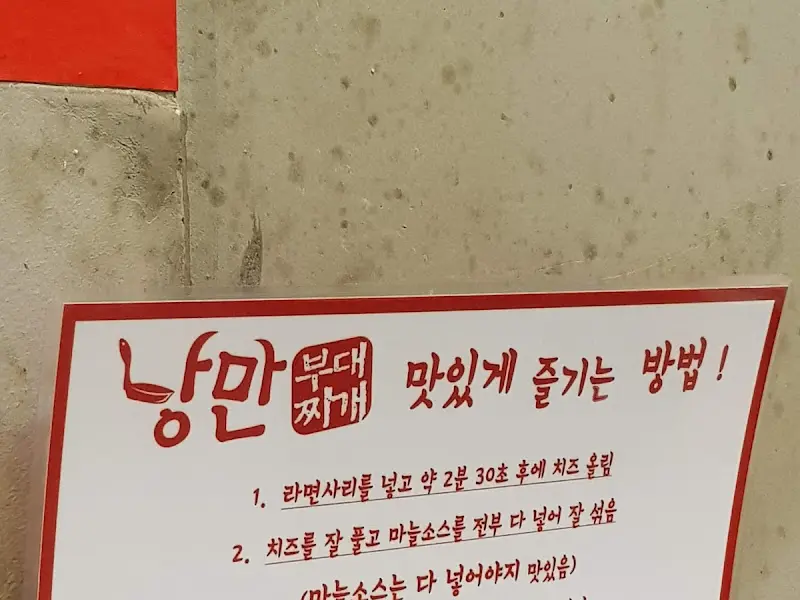 낭만 부대찌개 맛있게 즐기는 방법 !
1. 라면사리를 넣고 약 2분 30초 후에 치즈 올림
2. 치즈를 잘 풀고 마늘소스를 전부 다 넣어 잘 섞음
(마늘소스는 다 넣어야지 맛있음)